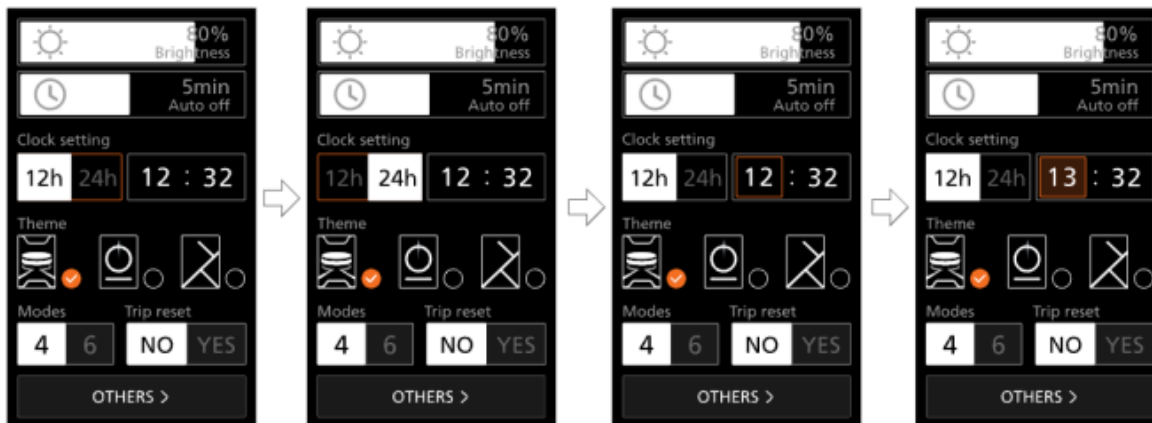 80%
Brightness
5min
Auto off
Clock setting
12h 24h 12 : 32
Theme
Modes Trip reset
4 6 NO YES
OTHERS >
80%
Brightness
5min
Auto off
Clock setting
12h 24h 12 : 32
Theme
Modes Trip reset
4 6 NO YES
OTHERS >
80%
Brightness
5min
Auto off
Clock setting
12h 24h 12 : 32
Theme
Modes Trip reset
4 6 NO YES
OTHERS >
80%
Brightness
5min
Auto off
Clock setting
12h 24h 13 : 32
Theme
Modes Trip reset
4 6 NO YES
OTHERS >